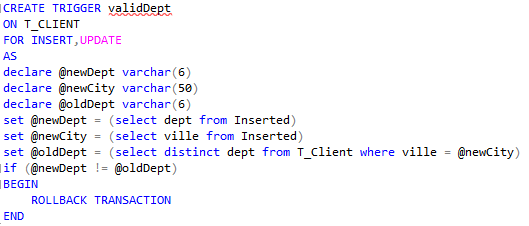 CREATE TRIGGER validDept
ON T_CLIENT
FOR INSERT,UPDATE
AS
declare @newDept varchar(6)
declare @newCity varchar(50)
declare @oldDept varchar(6)
set @newDept = (select dept from Inserted)
set @newCity = (select ville from Inserted)
set @oldDept = (select distinct dept from T_Client where ville = @newCity)
if (@newDept != @oldDept)
BEGIN
    ROLLBACK TRANSACTION
END